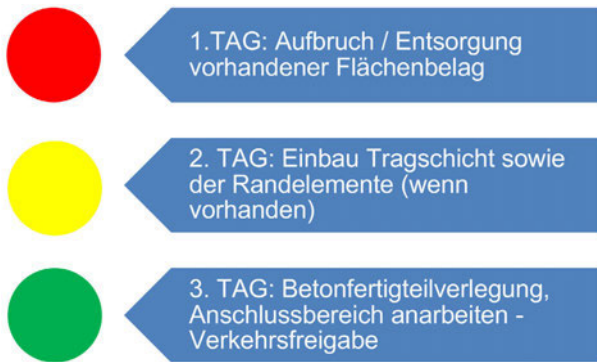 1.TAG: Aufbruch / Entsorgung
vorhandener Flächenbelag
2. TAG: Einbau Tragschicht sowie
der Randelemente (wenn
vorhanden)
3. TAG: Betonfertigteilverlegung,
Anschlussbereich anarbeiten -
Verkehrsfreigabe